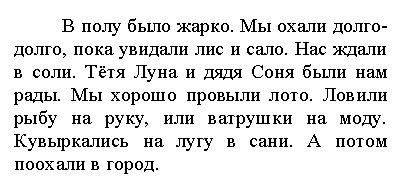 В полу было жарко. Мы охали долго-
долго, пока увидали лис и сало. Нас ждали
в соли. Тётя Луна и дядя Соня были нам
рады. Мы хорошо провыли лото. Ловили
рыбу на руку, или ватрушки на моду.
Кувыркались на лугу в сани. А потом
поохали в город.